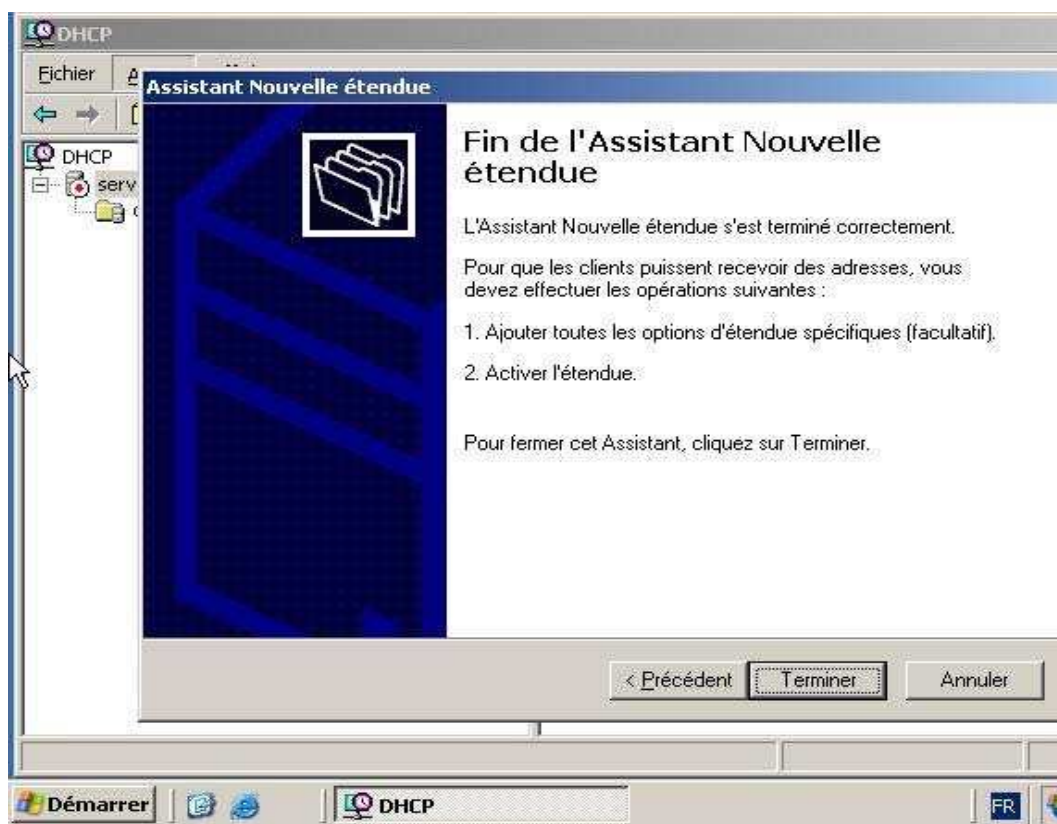 DHCP
Fichier
Assistant Nouvelle étendue
DHCP
serv
Fin de l'Assistant Nouvelle
étendue
L'Assistant Nouvelle étendue s'est terminé correctement.
Pour que les clients puissent recevoir des adresses, vous
devez effectuer les opérations suivantes :
1. Ajouter toutes les options d'étendue spécifiques (facultatif).
2. Activer l'étendue.
Pour fermer cet Assistant, cliquez sur Terminer.
< Précédent Terminer Annuler
Démarrer DHCP FR